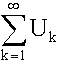 ∞
∑ U_k
k = 1